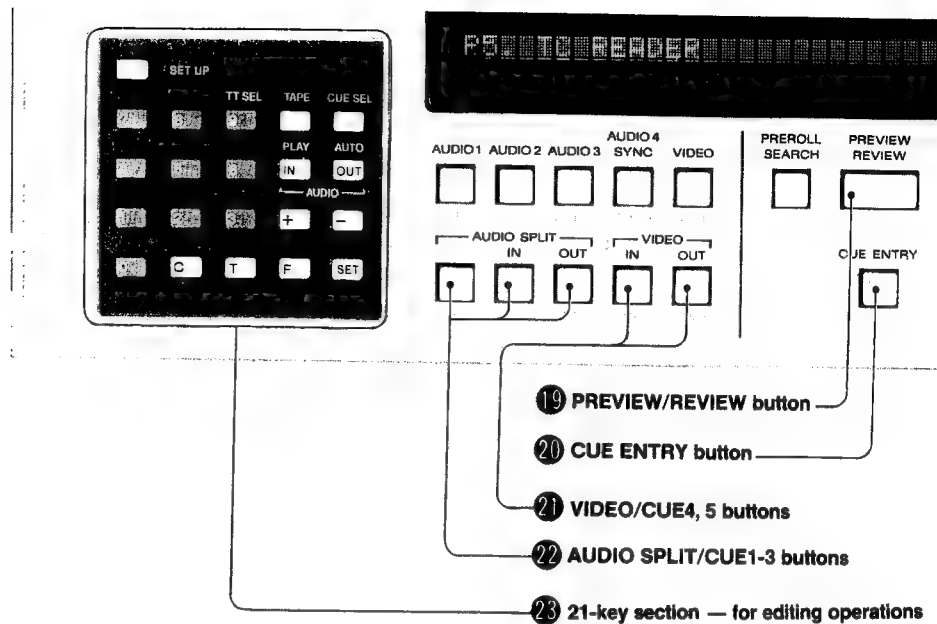 PS. TC READER
SET UP
TT SEL TAPE CUE SEL
PLAY AUTO
IN OUT
AUDIO
+ -
C T F SET
AUDIO 1 AUDIO 2 AUDIO 3 AUDIO 4 SYNC VIDEO
AUDIO SPLIT
IN OUT
VIDEO
IN OUT
PREROLL SEARCH
PREVIEW REVIEW
CUE ENTRY
19 PREVIEW/REVIEW button
20 CUE ENTRY button
21 VIDEO/CUE4, 5 buttons
22 AUDIO SPLIT/CUE1-3 buttons
23 21-key section — for editing operations